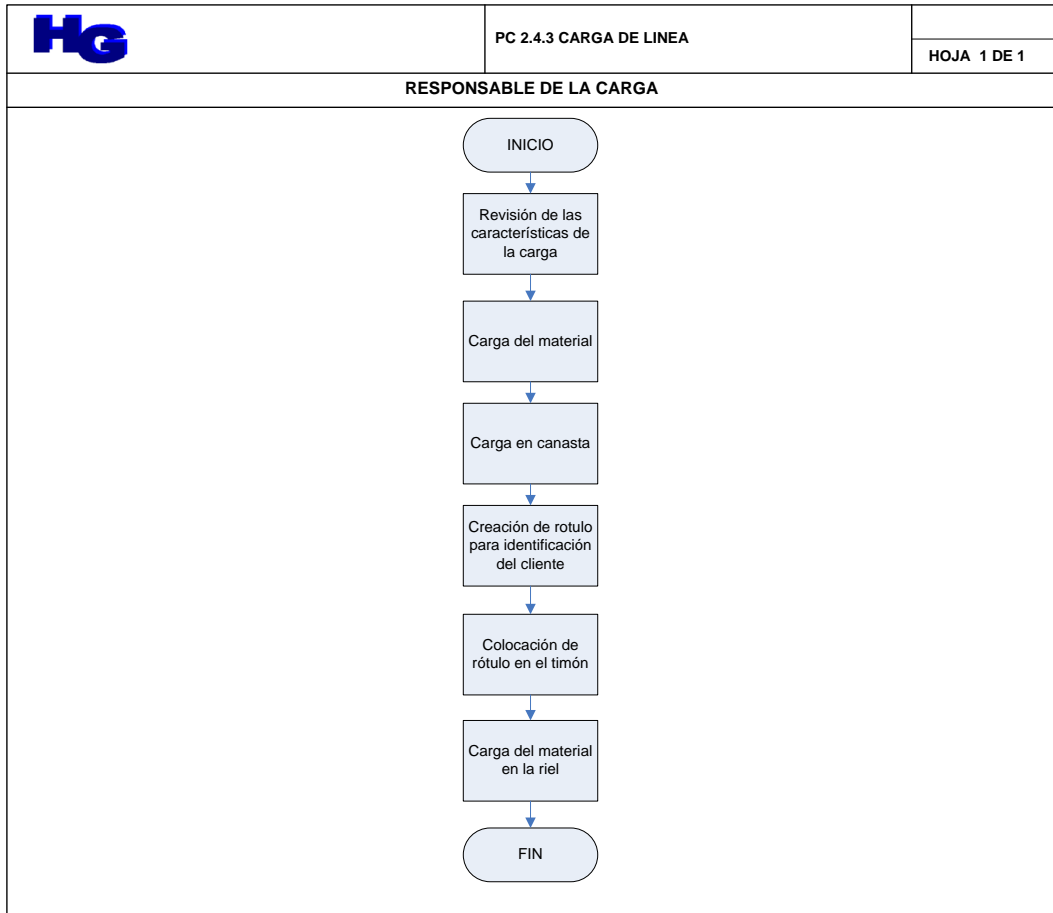 HG
PC 2.4.3 CARGA DE LINEA
HOJA 1 DE 1
RESPONSABLE DE LA CARGA
INICIO
Revisión de las
características de
la carga
Carga del material
Carga en canasta
Creación de rotulo
para identificación
del cliente
Colocación de
rótulo en el timón
Carga del material
en la riel
FIN